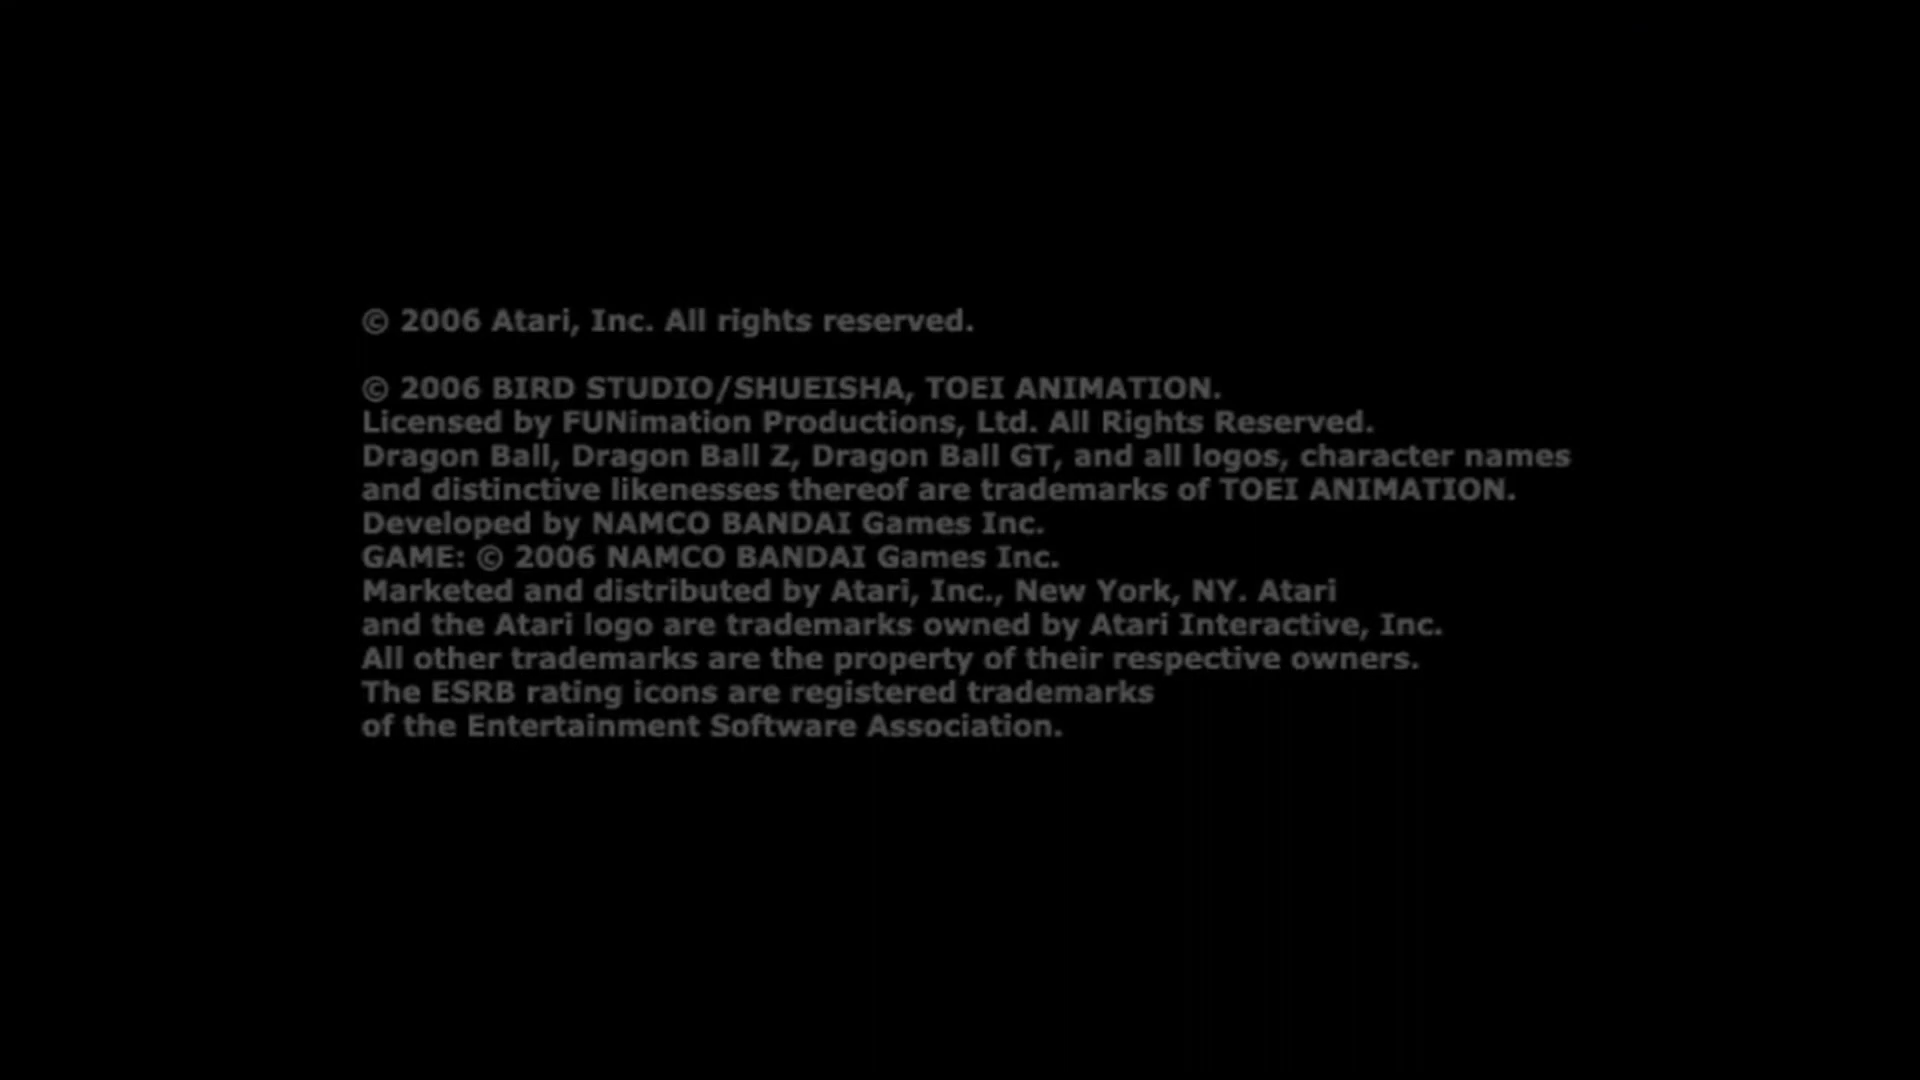 © 2006 Atari, Inc. All rights reserved.
© 2006 BIRD STUDIO/SHUEISHA, TOEI ANIMATION.
Licensed by FUNimation Productions, Ltd. All Rights Reserved.
Dragon Ball, Dragon Ball Z, Dragon Ball GT, and all logos, character names
and distinctive likenesses thereof are trademarks of TOEI ANIMATION.
Developed by NAMCO BANDAI Games Inc.
GAME: © 2006 NAMCO BANDAI Games Inc.
Marketed and distributed by Atari, Inc., New York, NY. Atari
and the Atari logo are trademarks owned by Atari Interactive, Inc.
All other trademarks are the property of their respective owners.
The ESRB rating icons are registered trademarks
of the Entertainment Software Association.